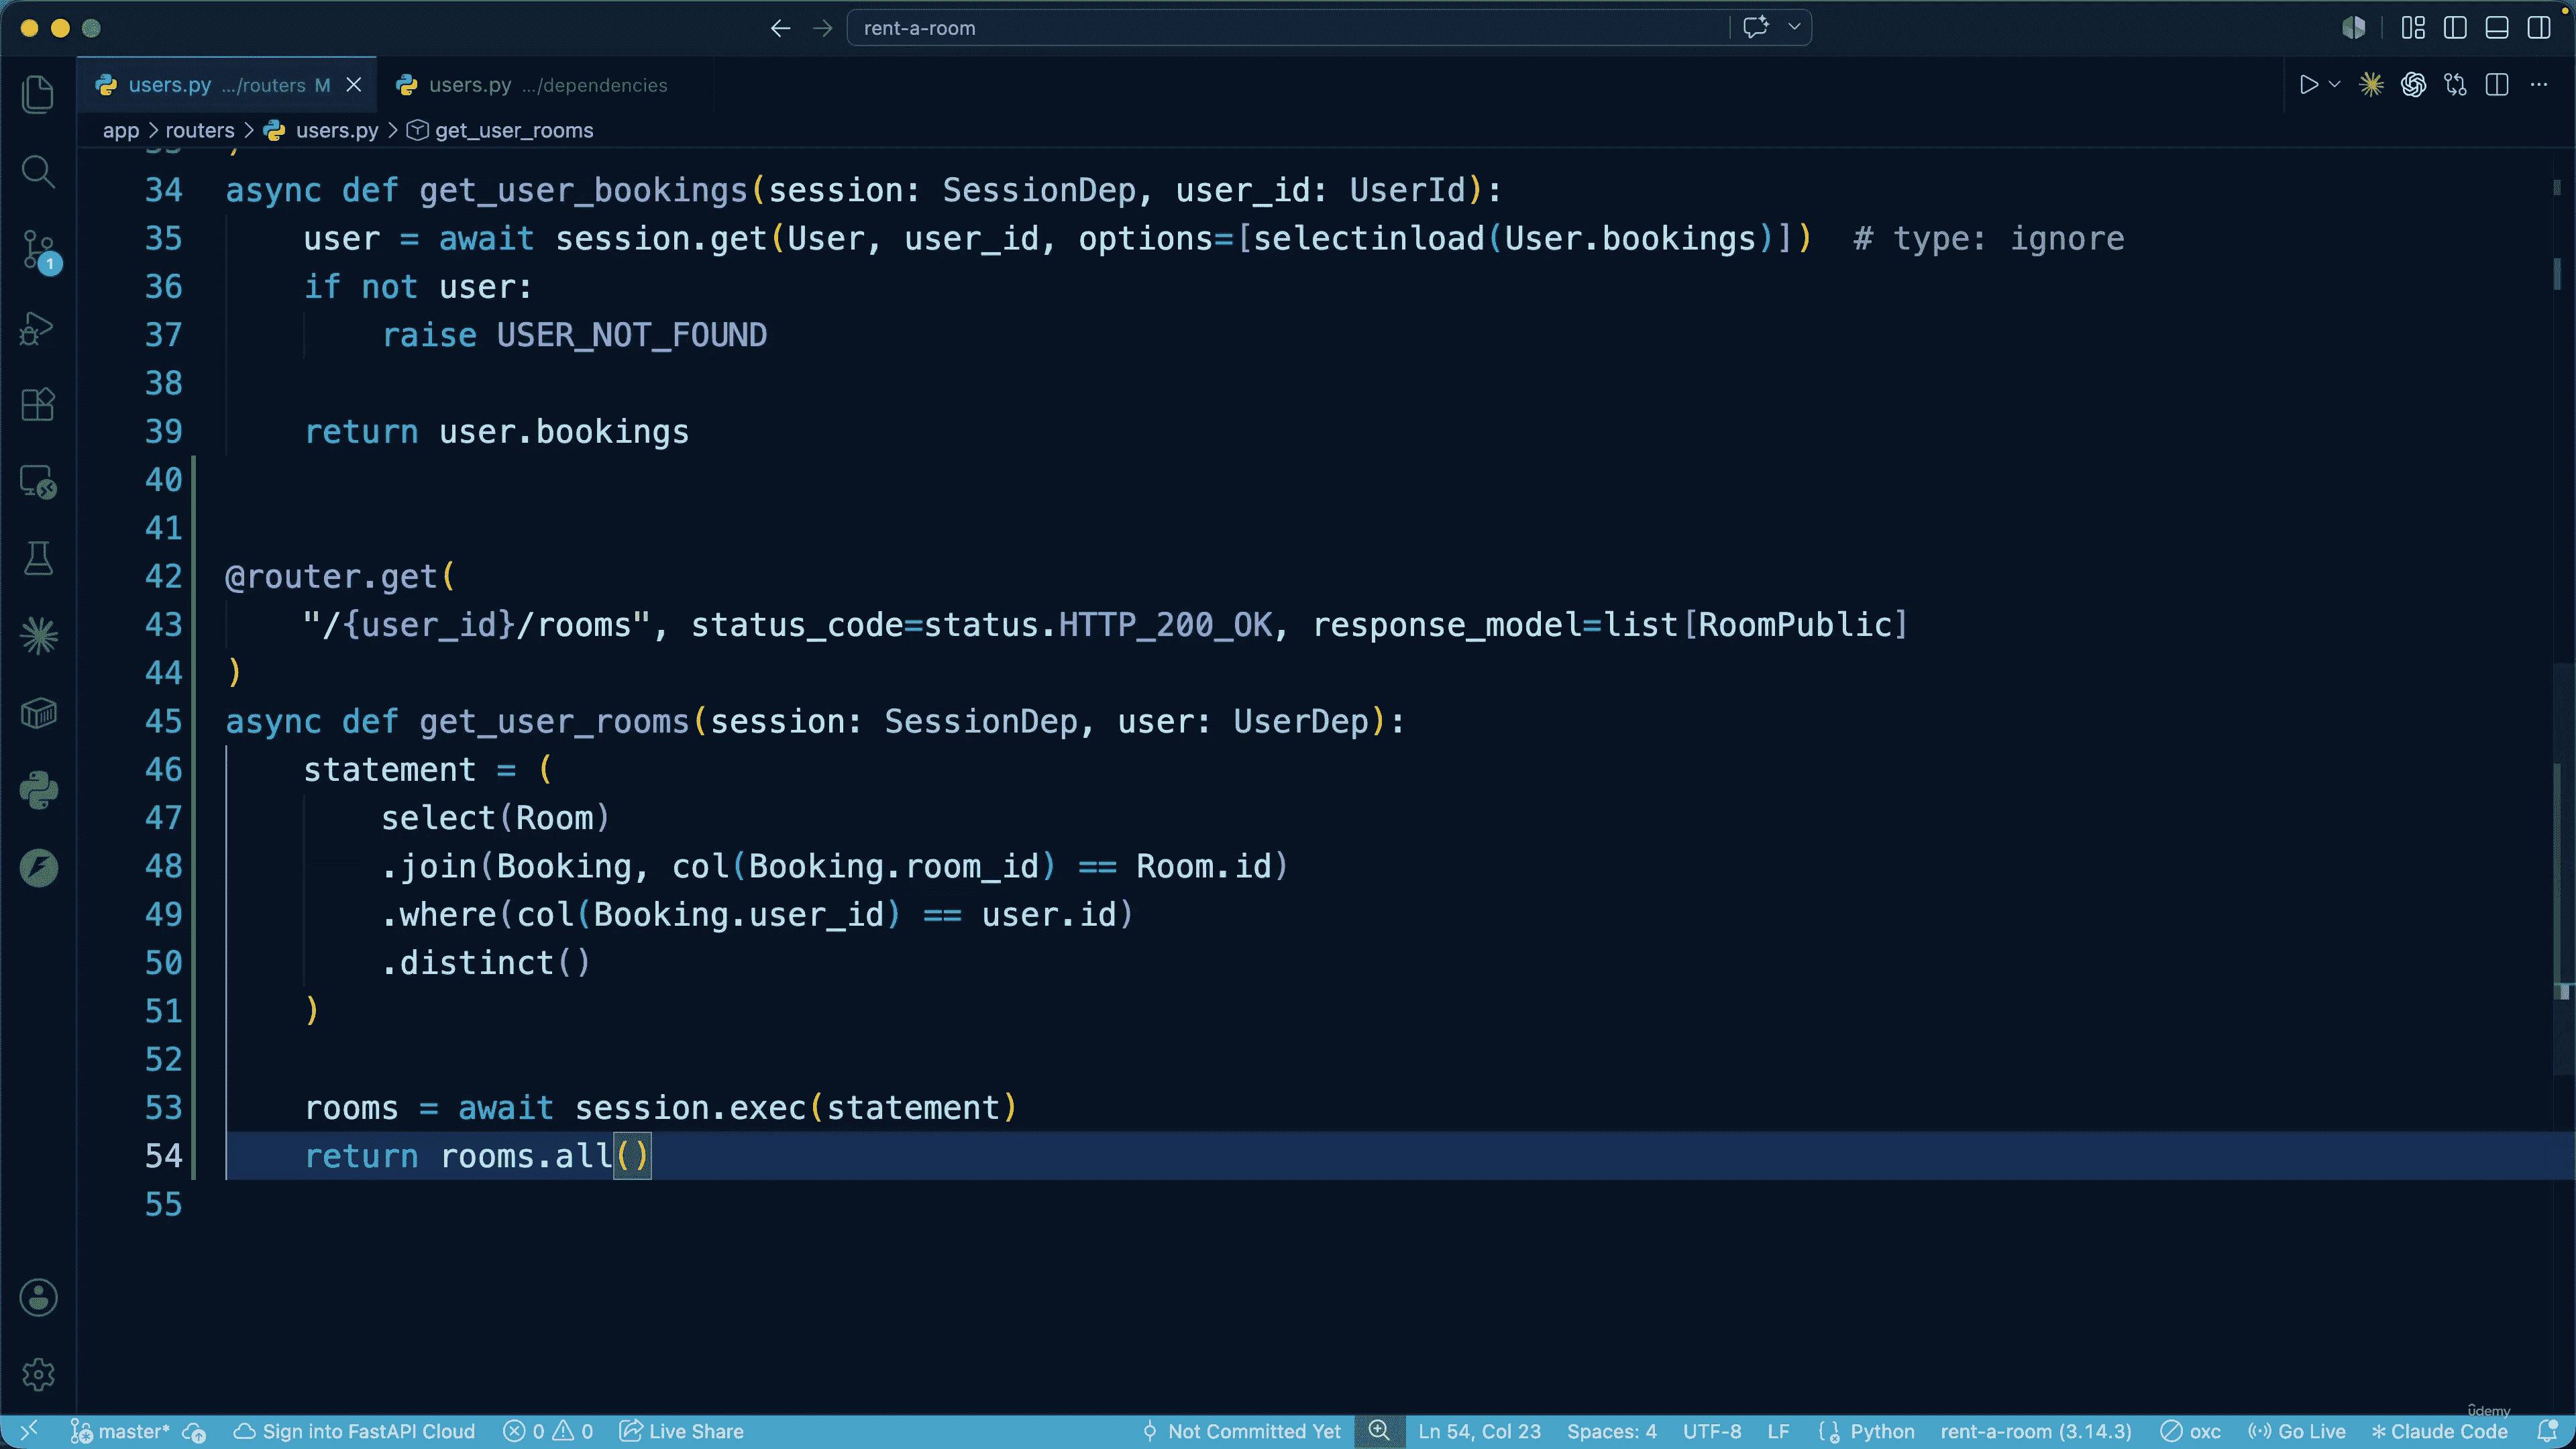 rent-a-room
users.py .../routers M
users.py .../dependencies
app > routers > users.py > get_user_rooms
34 async def get_user_bookings(session: SessionDep, user_id: UserId):
35 user = await session.get(User, user_id, options=[selectinload(User.bookings)]) # type: ignore
36 if not user:
37 raise USER_NOT_FOUND
38
39 return user.bookings
40
41
42 @router.get(
43 "/{user_id}/rooms", status_code=status.HTTP_200_OK, response_model=list[RoomPublic]
44 )
45 async def get_user_rooms(session: SessionDep, user: UserDep):
46 statement = (
47 select(Room)
48 .join(Booking, col(Booking.room_id) == Room.id)
49 .where(col(Booking.user_id) == user.id)
50 .distinct()
51 )
52
53 rooms = await session.exec(statement)
54 return rooms.all()
55
1
udemy
master* Sign into FastAPI Cloud 0 0 Live Share Not Committed Yet Ln 54, Col 23 Spaces: 4 UTF-8 LF Python rent-a-room (3.14.3) oxc Go Live Claude Code